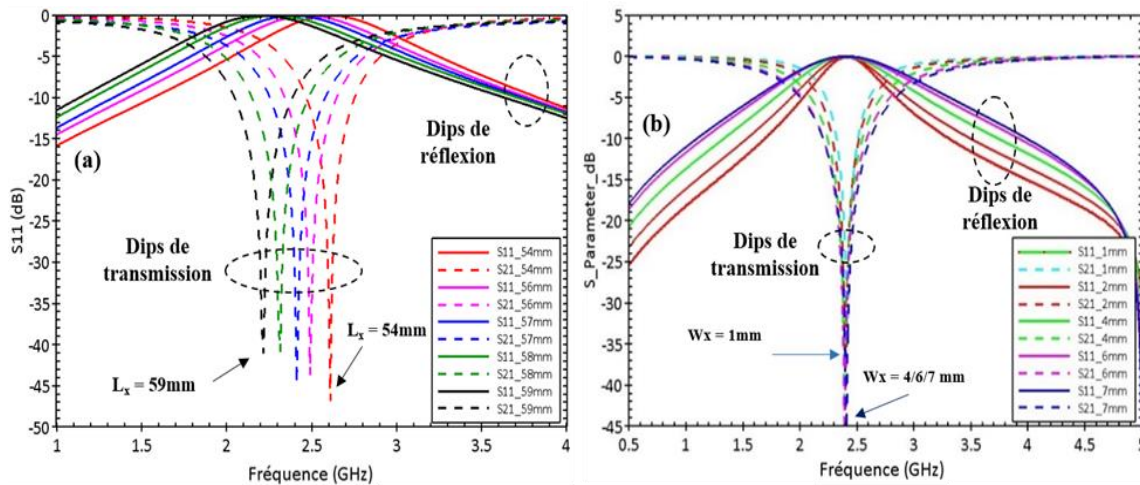 0
-5
-10
-15
-20
-25
-30
-35
-40
-45
-50
S11 (dB)
(a)
Dips de
réflexion
Dips de
transmission
Lx = 54mm
Lx = 59mm
S11_54mm
S21_54mm
S11_56mm
S21_56mm
S11_57mm
S21_57mm
S11_58mm
S21_58mm
S11_59mm
S21_59mm
1 1.5 2 2.5 3 3.5 4
Fréquence (GHz)
5
0
-5
-10
-15
-20
-25
-30
-35
-40
-45
S_Parameter_dB
(b)
Dips de
réflexion
Dips de
transmission
Wx = 1mm
Wx = 4/6/7 mm
S11_1mm
S21_1mm
S11_2mm
S21_2mm
S11_4mm
S21_4mm
S11_6mm
S21_6mm
S11_7mm
S21_7mm
0.5 1 1.5 2 2.5 3 3.5 4 4.5 5
Fréquence (GHz)